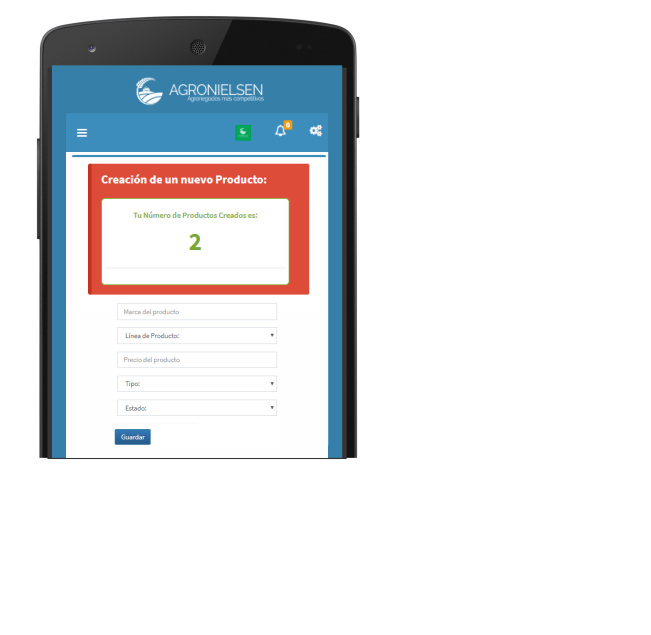 AGRONIELSEN
Agronegocios más competitivos
Creación de un nuevo Producto:
Tu Número de Productos Creados es:
2
Marca del producto
Línea de Producto:
Precio del producto
Tipo:
Estado:
Guardar